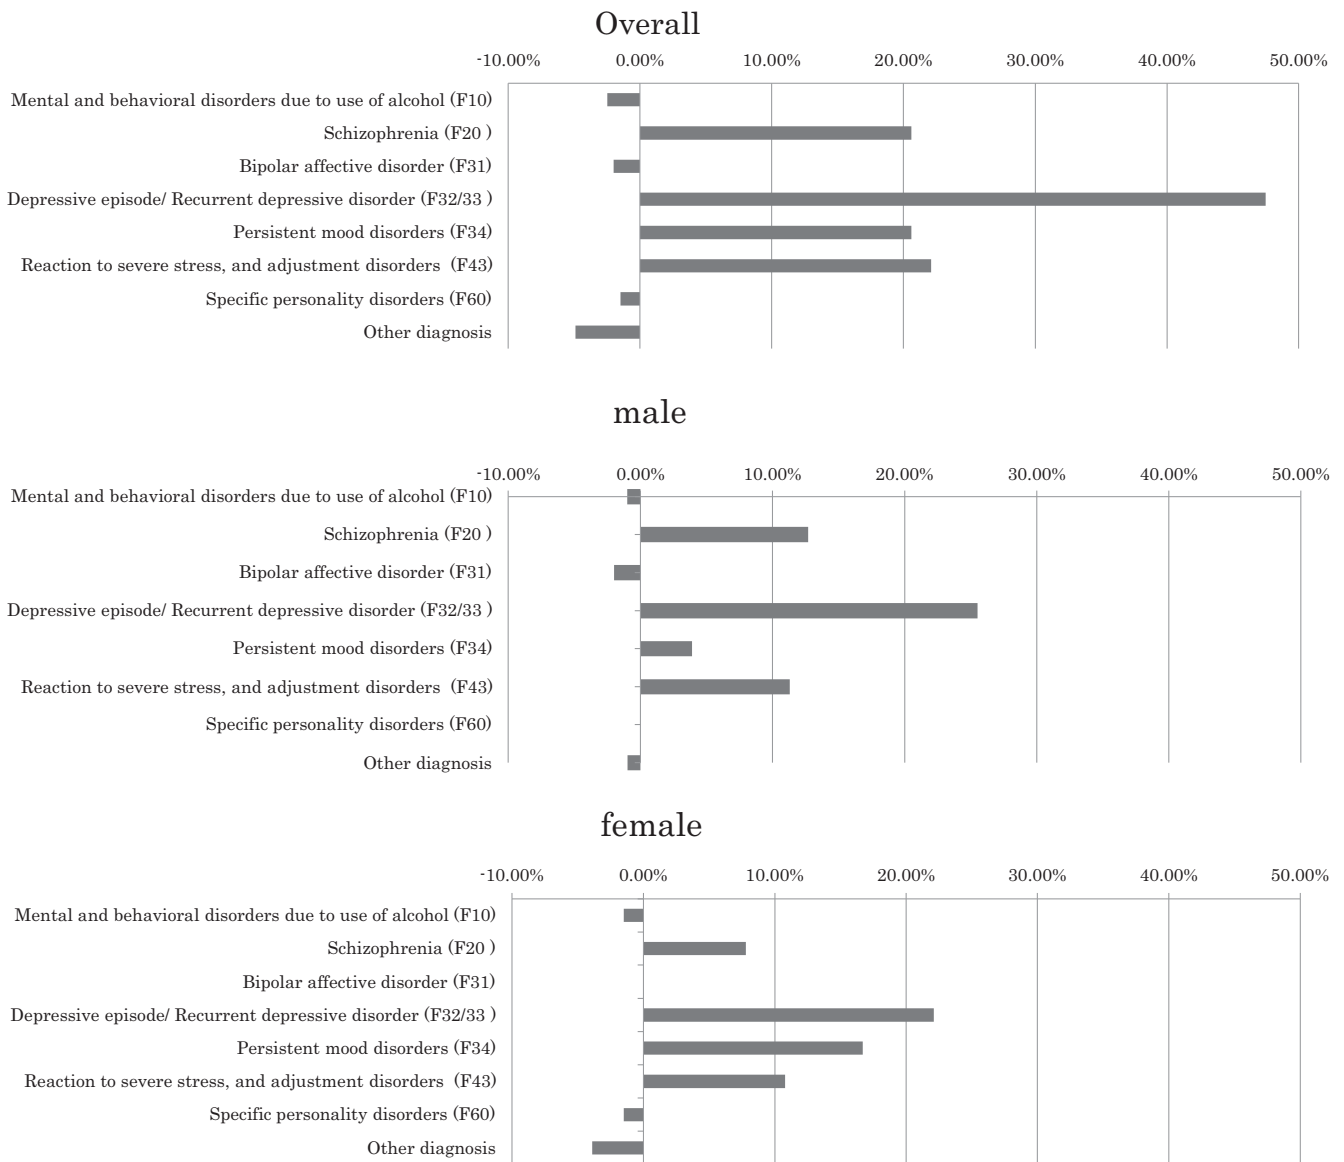 Overall
-10.00% 0.00% 10.00% 20.00% 30.00% 40.00% 50.00%
Mental and behavioral disorders due to use of alcohol (F10)
Schizophrenia (F20 )
Bipolar affective disorder (F31)
Depressive episode/ Recurrent depressive disorder (F32/33 )
Persistent mood disorders (F34)
Reaction to severe stress, and adjustment disorders (F43)
Specific personality disorders (F60)
Other diagnosis
male
-10.00% 0.00% 10.00% 20.00% 30.00% 40.00% 50.00%
Mental and behavioral disorders due to use of alcohol (F10)
Schizophrenia (F20 )
Bipolar affective disorder (F31)
Depressive episode/ Recurrent depressive disorder (F32/33 )
Persistent mood disorders (F34)
Reaction to severe stress, and adjustment disorders (F43)
Specific personality disorders (F60)
Other diagnosis
female
-10.00% 0.00% 10.00% 20.00% 30.00% 40.00% 50.00%
Mental and behavioral disorders due to use of alcohol (F10)
Schizophrenia (F20 )
Bipolar affective disorder (F31)
Depressive episode/ Recurrent depressive disorder (F32/33 )
Persistent mood disorders (F34)
Reaction to severe stress, and adjustment disorders (F43)
Specific personality disorders (F60)
Other diagnosis